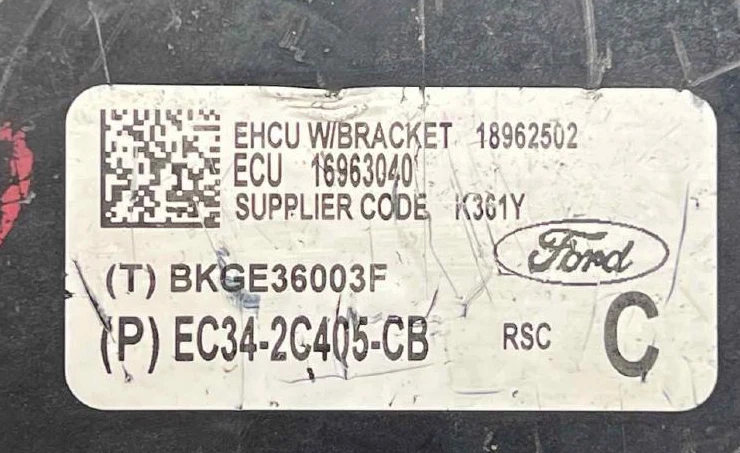 EHCU W/BRACKET 18962502
ECU 16963040
SUPPLIER CODE K361Y
Ford
(T) BKGE36003F
(P) EC34-2C405-CB RSC C